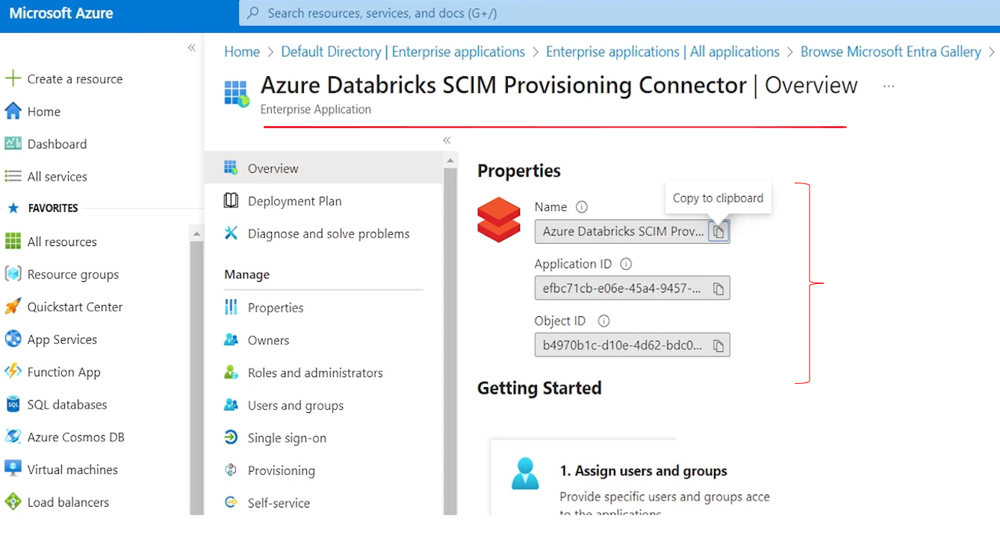 Microsoft Azure
Search resources, services, and docs (G+/)
Home > Default Directory | Enterprise applications > Enterprise applications | All applications > Browse Microsoft Entra Gallery >
Azure Databricks SCIM Provisioning Connector | Overview ...
Enterprise Application
Create a resource
Home
Dashboard
All services
FAVORITES
All resources
Resource groups
Quickstart Center
App Services
Function App
SQL databases
Azure Cosmos DB
Virtual machines
Load balancers
Overview
Deployment Plan
Diagnose and solve problems
Manage
Properties
Owners
Roles and administrators
Users and groups
Single sign-on
Provisioning
Self-service
Properties
Copy to clipboard
Name
Azure Databricks SCIM Prov...
Application ID
efbc71cb-e06e-45a4-9457-...
Object ID
b4970b1c-d10e-4d62-bdc0...
Getting Started
1. Assign users and groups
Provide specific users and groups acce
to the applications